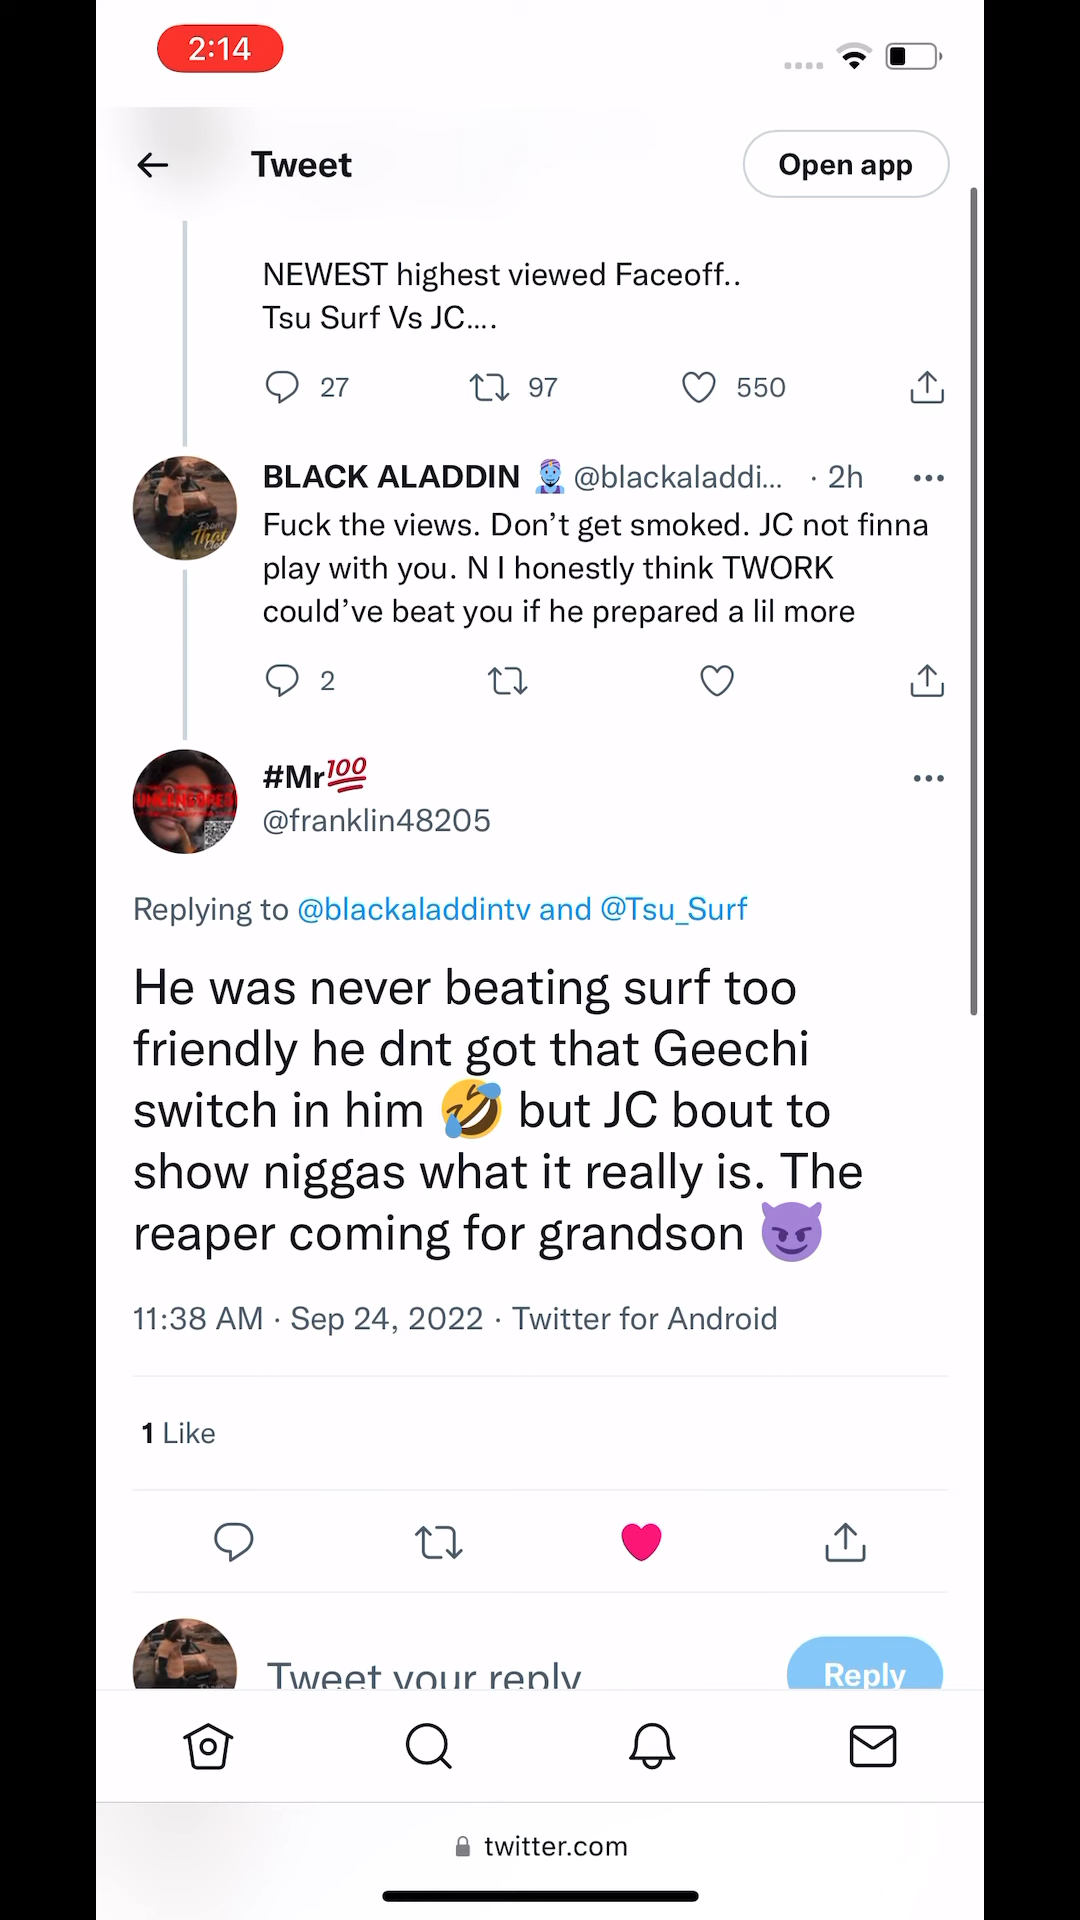 2:14
Tweet
Open app
NEWEST highest viewed Faceoff..
Tsu Surf Vs JC....
27 97 550
BLACK ALADDIN 🧞‍♂️ @blackaladdi... · 2h
Fuck the views. Don't get smoked. JC not finna
play with you. N I honestly think TWORK
could've beat you if he prepared a lil more
2
#Mr💯
@franklin48205
Replying to @blackaladdintv and @Tsu_Surf
He was never beating surf too
friendly he dnt got that Geechi
switch in him 🤣 but JC bout to
show niggas what it really is. The
reaper coming for grandson 😈
11:38 AM · Sep 24, 2022 · Twitter for Android
1 Like
Tweet your reply
Reply
twitter.com